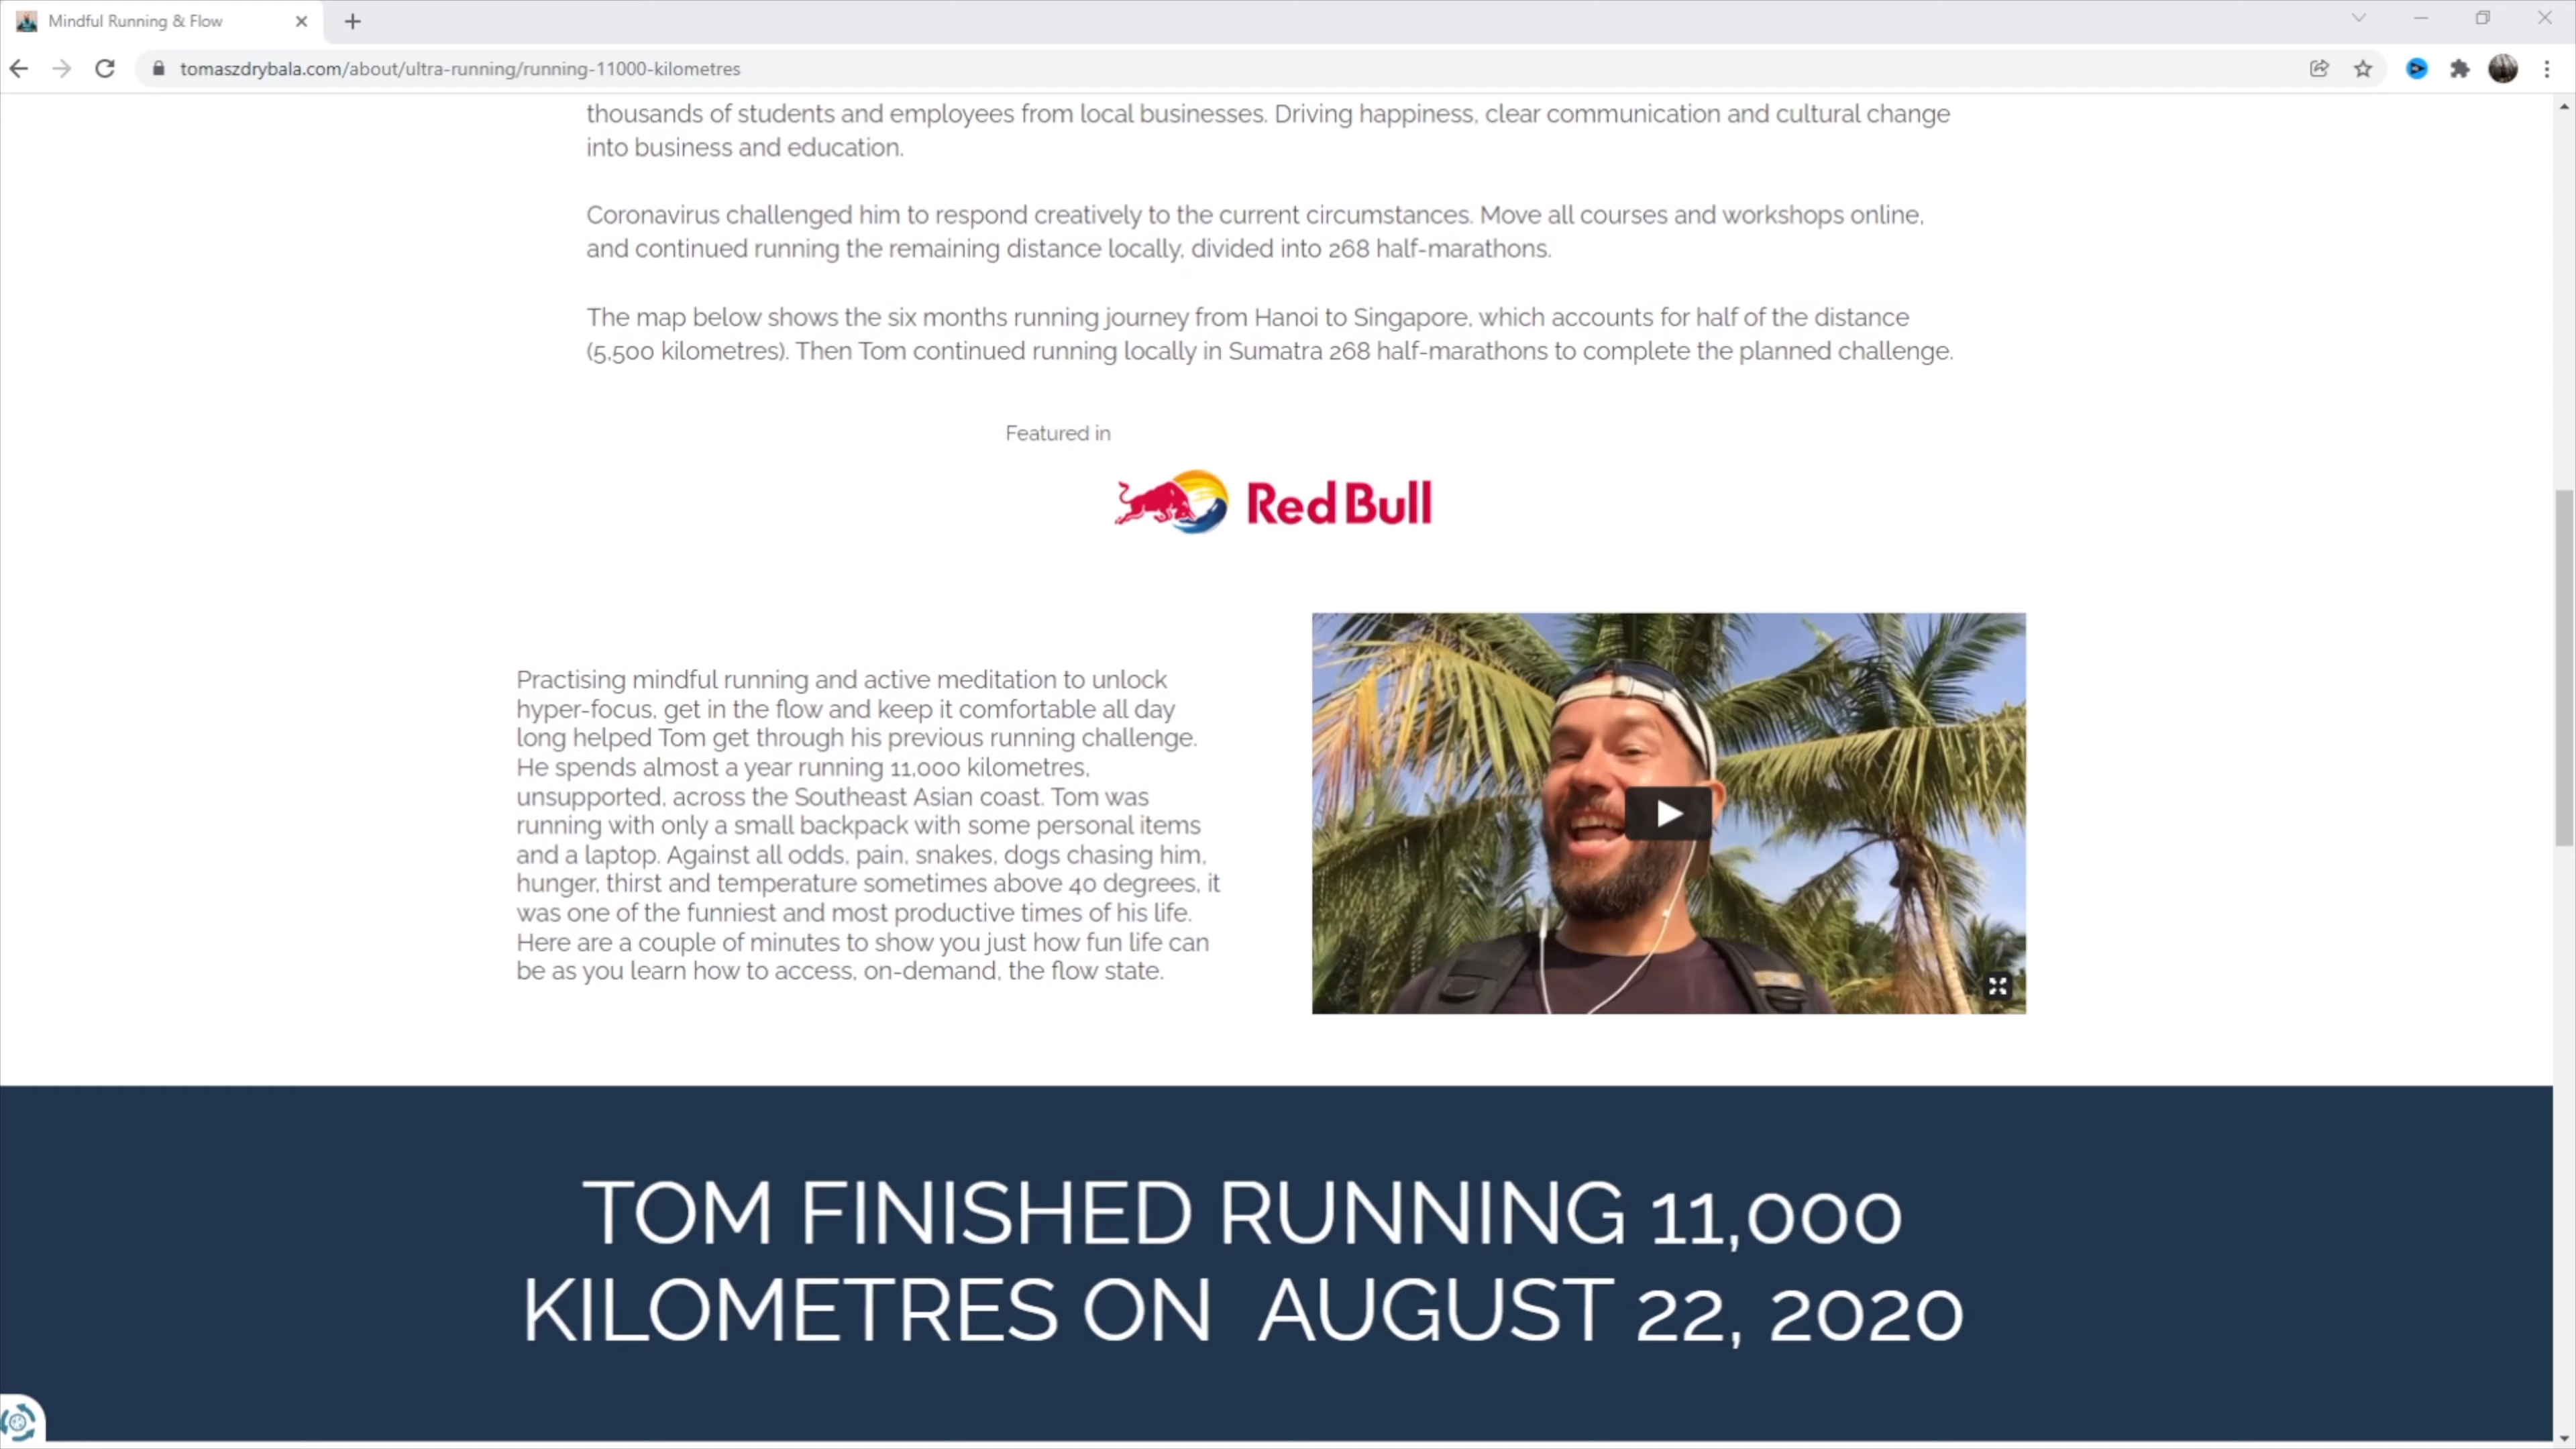 Mindful Running & Flow
tomaszdrybala.com/about/ultra-running/running-11000-kilometres
thousands of students and employees from local businesses. Driving happiness, clear communication and cultural change
into business and education.
Coronavirus challenged him to respond creatively to the current circumstances. Move all courses and workshops online,
and continued running the remaining distance locally, divided into 268 half-marathons.
The map below shows the six months running journey from Hanoi to Singapore, which accounts for half of the distance
(5,500 kilometres). Then Tom continued running locally in Sumatra 268 half-marathons to complete the planned challenge.
Featured in
Red Bull
Practising mindful running and active meditation to unlock
hyper-focus, get in the flow and keep it comfortable all day
long helped Tom get through his previous running challenge.
He spends almost a year running 11,000 kilometres,
unsupported, across the Southeast Asian coast. Tom was
running with only a small backpack with some personal items
and a laptop. Against all odds, pain, snakes, dogs chasing him,
hunger, thirst and temperature sometimes above 40 degrees, it
was one of the funniest and most productive times of his life.
Here are a couple of minutes to show you just how fun life can
be as you learn how to access, on-demand, the flow state.
TOM FINISHED RUNNING 11,000
KILOMETRES ON AUGUST 22, 2020